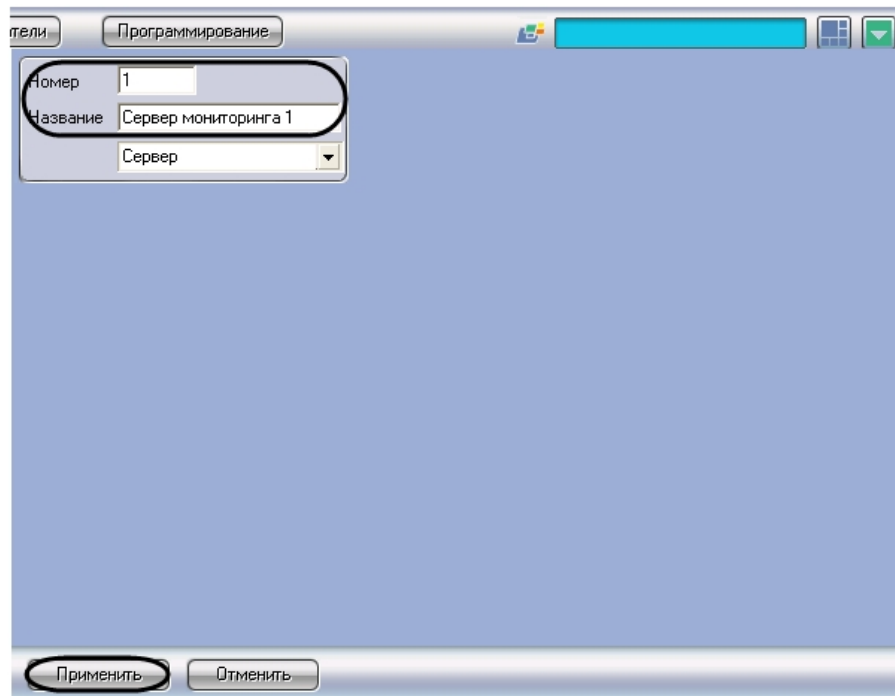 тели Программирование
Номер 1
Название Сервер мониторинга 1
Сервер
Применить Отменить